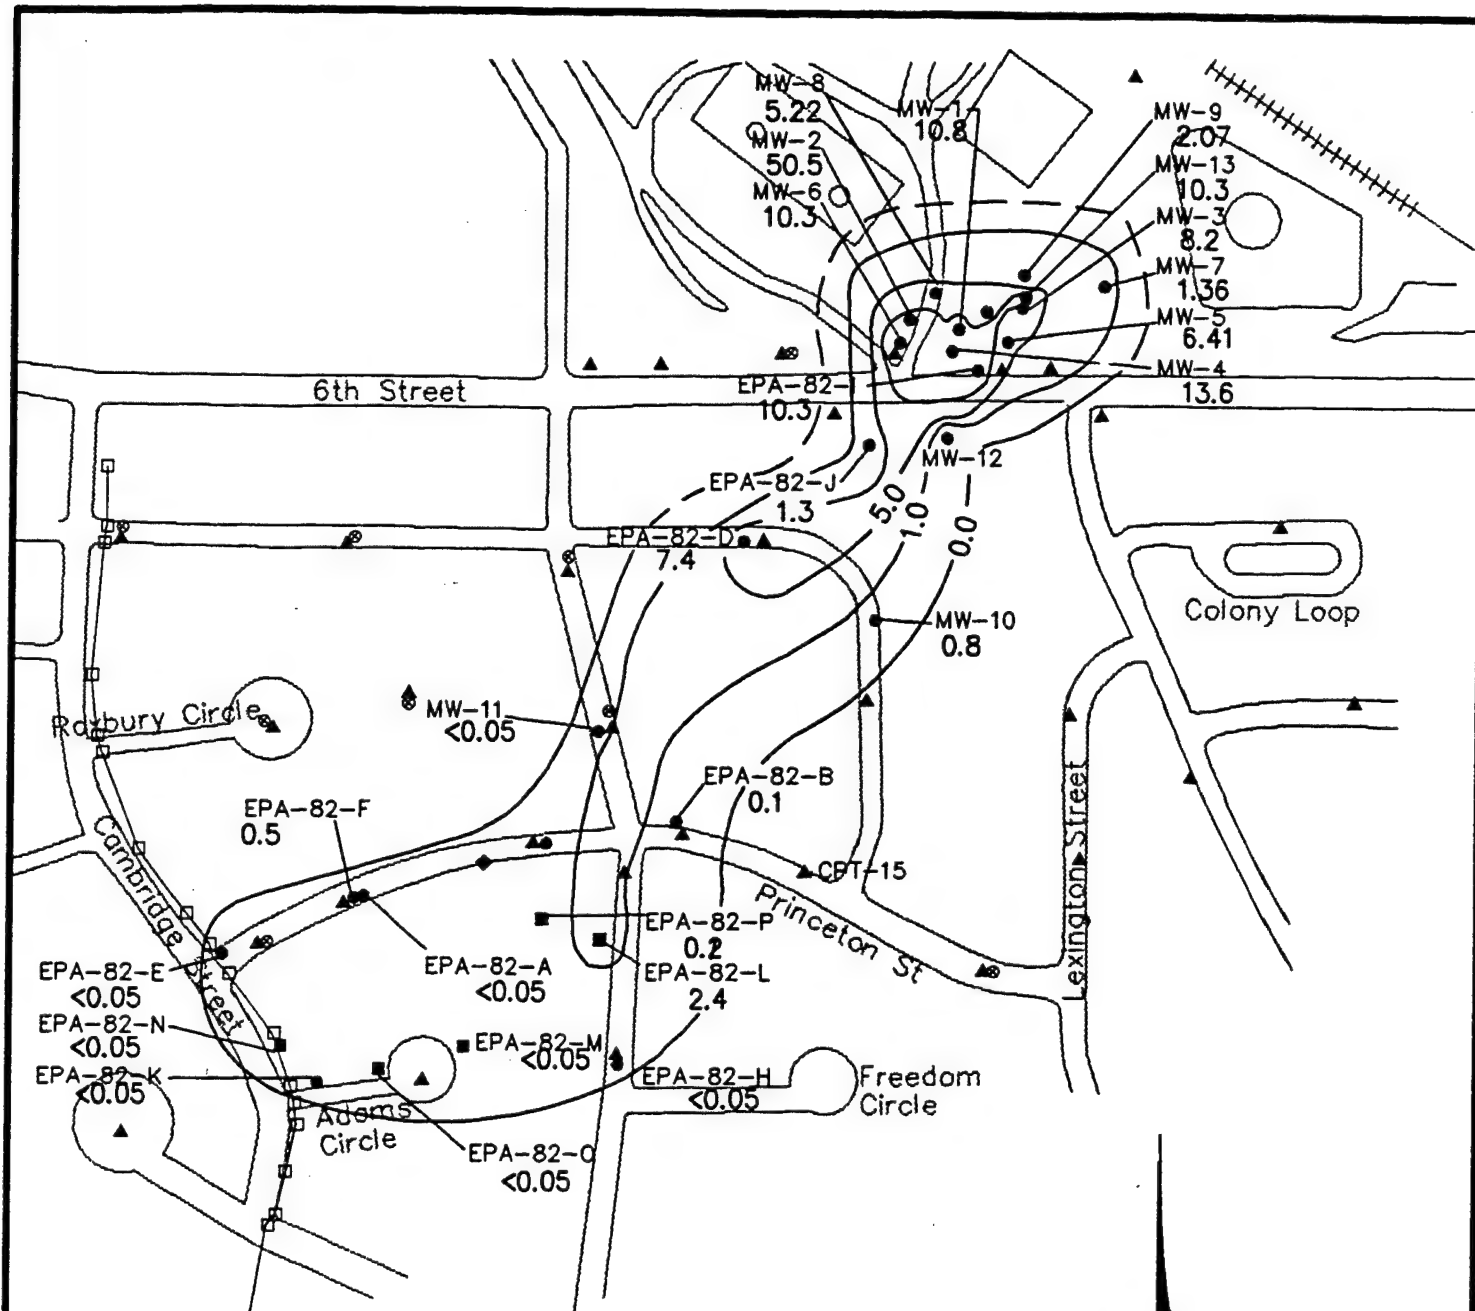 MW-8
5.22
MW-2
50.5
MW-6
10.3
MW-1
10.8
MW-9
2.07
MW-13
10.3
MW-3
8.2
MW-7
1.36
MW-5
6.41
MW-4
13.6
6th Street
EPA-82-I
10.3
MW-12
EPA-82-J
1.3
5.0
1.0
0.0
EPA-82-D
7.4
Colony Loop
MW-10
0.8
Roxbury Circle
MW-11
<0.05
EPA-82-B
0.1
EPA-82-F
0.5
CPT-15
Cambridge Street
Princeton St
Lexington Street
EPA-82-P
EPA-82-A
<0.05
EPA-82-L
2.4
EPA-82-E
<0.05
EPA-82-N
<0.05
EPA-82-M
<0.05
EPA-82-K
<0.05
EPA-82-H
<0.05
Freedom
Circle
Adams
Circle
EPA-82-O
<0.05